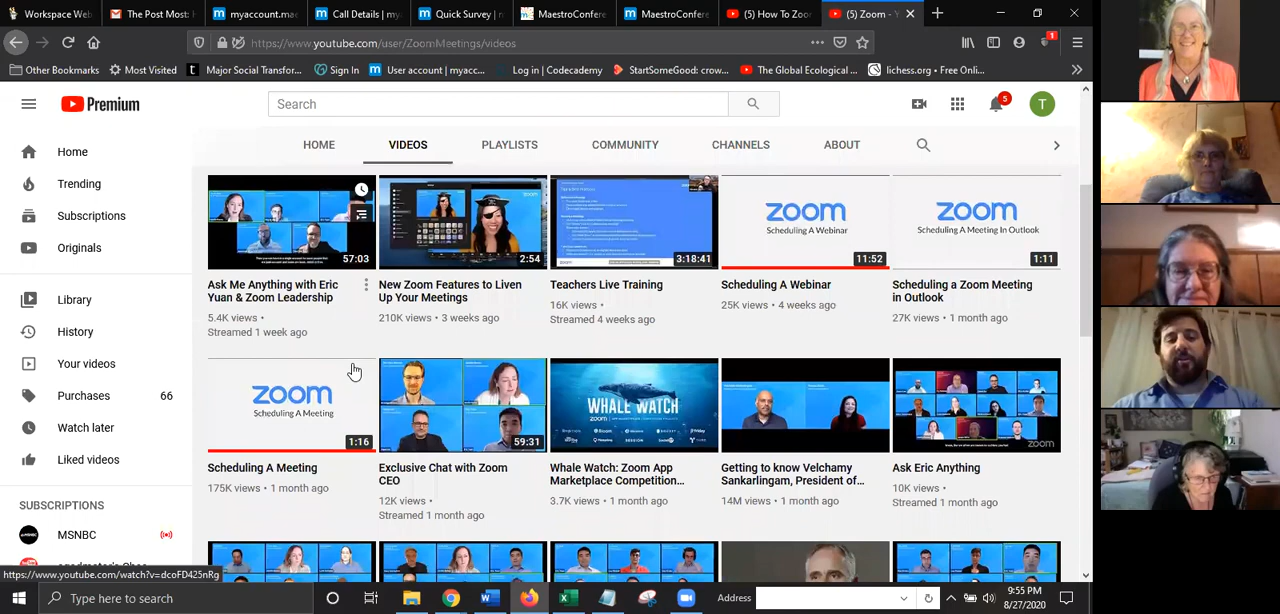 Workspace Web
The Post Most:
myaccount.mae
Call Details | my
Quick Survey | m
MaestroConfere
MaestroConfere
(5) How To Zoo
(5) Zoom - Y
https://www.youtube.com/user/ZoomMeetings/videos
1
Other Bookmarks
Most Visited
t
Major Social Transfor...
Sign In
User account | myacc...
Log in | Codecademy
StartSomeGood: crow...
The Global Ecological ...
lichess.org • Free Onli...
Premium
Search
5
T
HOME
VIDEOS
PLAYLISTS
COMMUNITY
CHANNELS
ABOUT
Home
Trending
Subscriptions
Originals
Library
History
Your videos
Purchases
66
Watch later
Liked videos
SUBSCRIPTIONS
MSNBC
57:03
2:54
3:18:41
zoom
Scheduling A Webinar
11:52
zoom
Scheduling A Meeting In Outlook
1:11
Ask Me Anything with Eric
Yuan & Zoom Leadership
5.4K views •
Streamed 1 week ago
New Zoom Features to Liven
Up Your Meetings
210K views • 3 weeks ago
Teachers Live Training
16K views •
Streamed 4 weeks ago
Scheduling A Webinar
25K views • 4 weeks ago
Scheduling a Zoom Meeting
in Outlook
27K views • 1 month ago
zoom
Scheduling A Meeting
1:16
59:31
WHALE WATCH
zoom
Scheduling A Meeting
175K views • 1 month ago
Exclusive Chat with Zoom
CEO
12K views •
Streamed 1 month ago
Whale Watch: Zoom App
Marketplace Competition...
3.7K views • 1 month ago
Getting to know Velchamy
Sankarlingam, President of...
14M views • 1 month ago
Ask Eric Anything
10K views •
Streamed 1 month ago
https://www.youtube.com/watch?v=dcoFD425nRg
Type here to search
Address
9:55 PM
8/27/2020